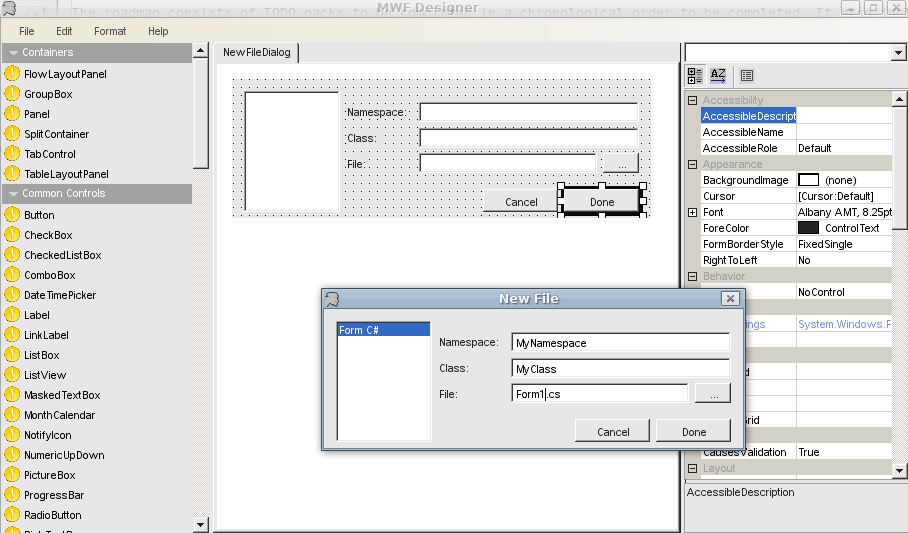 The roadmap consists of TODO packs to in a chronological order to be completed. It
MWF Designer
File Edit Format Help
Containers
FlowLayoutPanel
GroupBox
Panel
SplitContainer
TabControl
TableLayoutPanel
Common Controls
Button
CheckBox
CheckedListBox
ComboBox
DateTimePicker
Label
LinkLabel
ListBox
ListView
MaskedTextBox
MonthCalendar
NotifyIcon
NumericUpDown
PictureBox
ProgressBar
RadioButton
NewFileDialog
Namespace:
Class:
File:
...
Cancel Done
New File
Form C#
Namespace: MyNamespace
Class: MyClass
File: Form1.cs ...
Cancel Done
AZ
Accessibility
AccessibleDescript
AccessibleName
AccessibleRole Default
Appearance
BackgroundImage (none)
Cursor [Cursor:Default]
Font Albany AMT, 8.25pt
ForeColor ControlText
FormBorderStyle FixedSingle
RightToLeft No
Behavior
NoControl
ngs System.Windows.F
d
Grid
CausesValidation True
Layout
AccessibleDescription